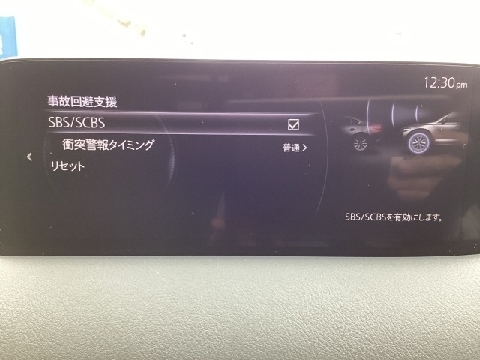 12:30pm
事故回避支援
SBS/SCBS
衝突警報タイミング 普通
リセット
SBS/SCBSを有効にします。